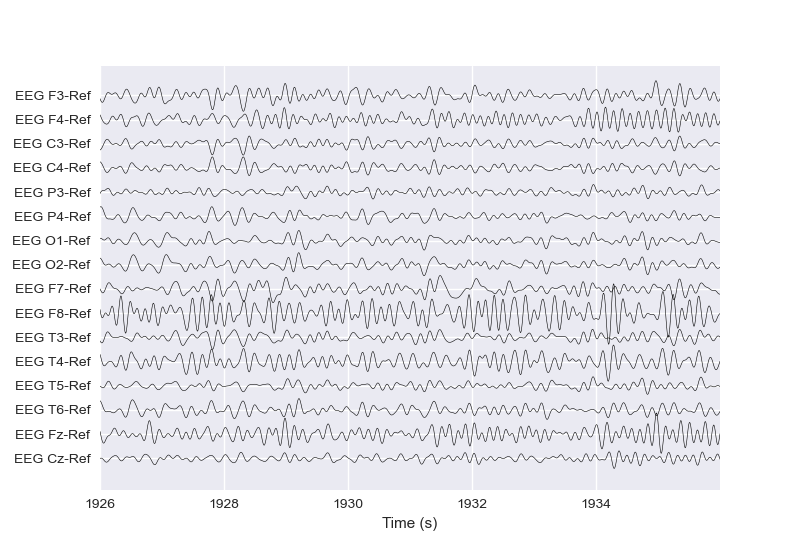 EEG F3-Ref
EEG F4-Ref
EEG C3-Ref
EEG C4-Ref
EEG P3-Ref
EEG P4-Ref
EEG O1-Ref
EEG O2-Ref
EEG F7-Ref
EEG F8-Ref
EEG T3-Ref
EEG T4-Ref
EEG T5-Ref
EEG T6-Ref
EEG Fz-Ref
EEG Cz-Ref
1926 1928 1930 1932 1934
Time (s)